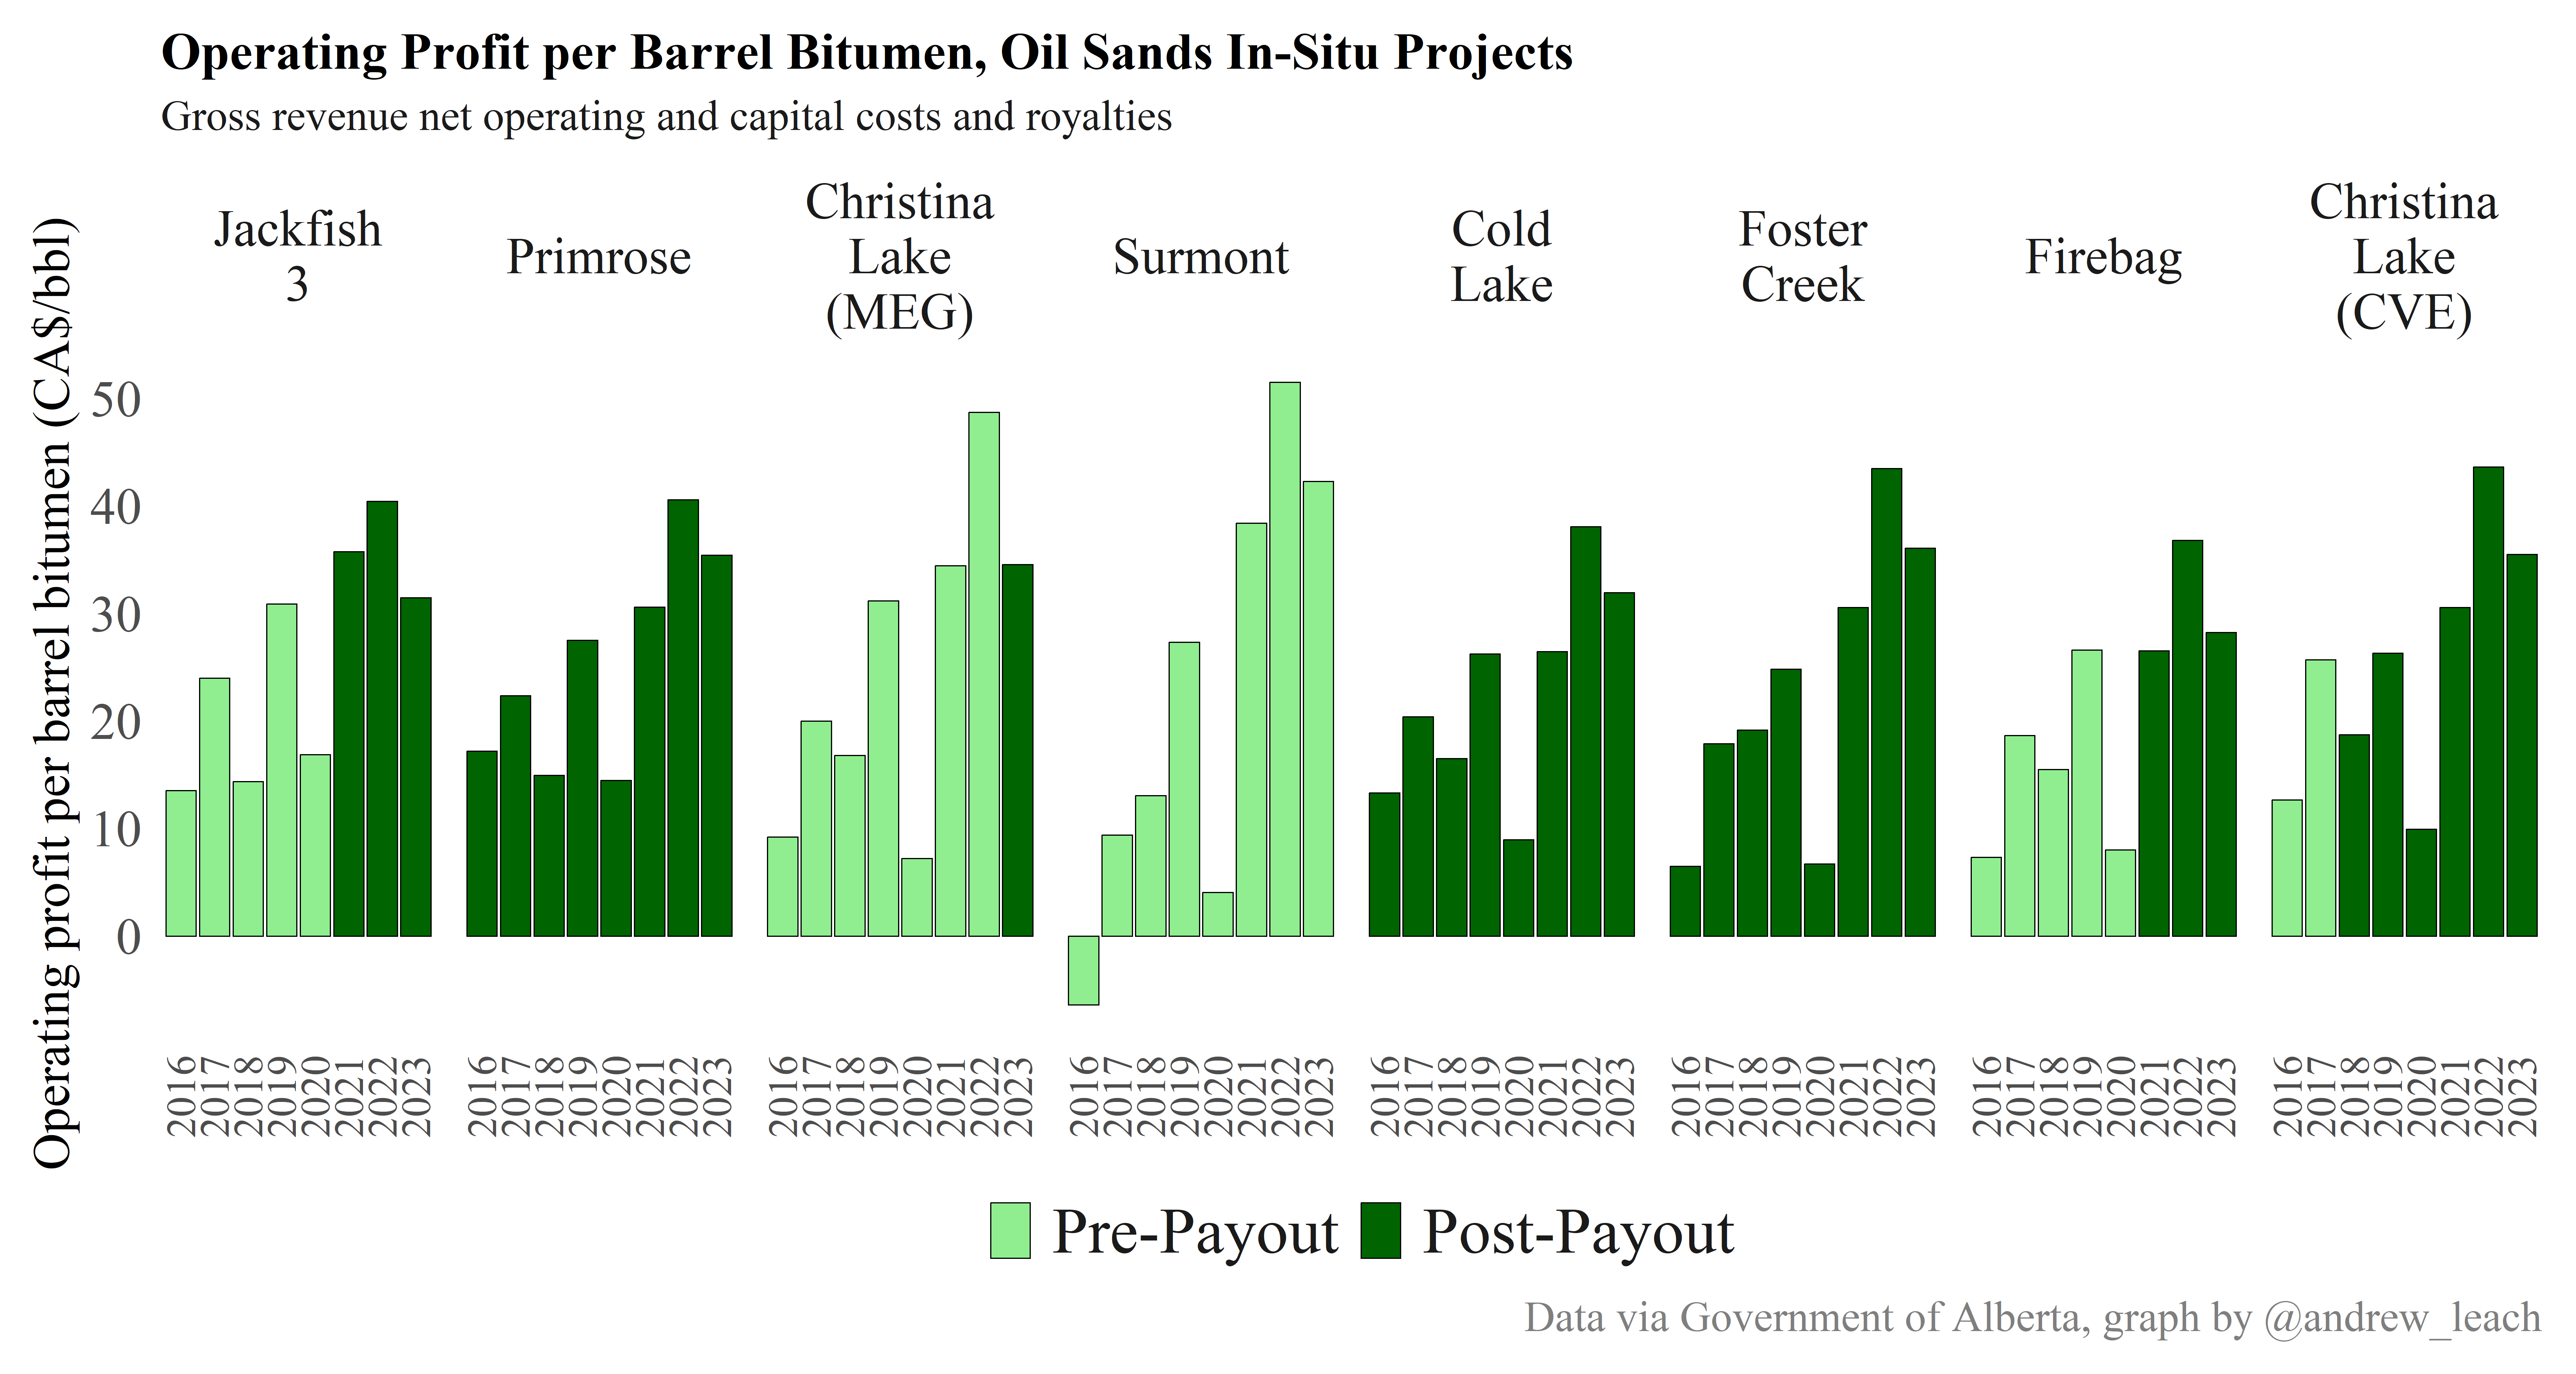 Operating Profit per Barrel Bitumen, Oil Sands In-Situ Projects
Gross revenue net operating and capital costs and royalties
Operating profit per barrel bitumen (CA$/bbl)
Jackfish
3
Primrose
Christina
Lake
(MEG)
Surmont
Cold
Lake
Foster
Creek
Firebag
Christina
Lake
(CVE)
50
40
30
20
10
0
2016 2017 2018 2019 2020 2021 2022 2023
2016 2017 2018 2019 2020 2021 2022 2023
2016 2017 2018 2019 2020 2021 2022 2023
2016 2017 2018 2019 2020 2021 2022 2023
2016 2017 2018 2019 2020 2021 2022 2023
2016 2017 2018 2019 2020 2021 2022 2023
2016 2017 2018 2019 2020 2021 2022 2023
2016 2017 2018 2019 2020 2021 2022 2023
Pre-Payout Post-Payout
Data via Government of Alberta, graph by @andrew_leach